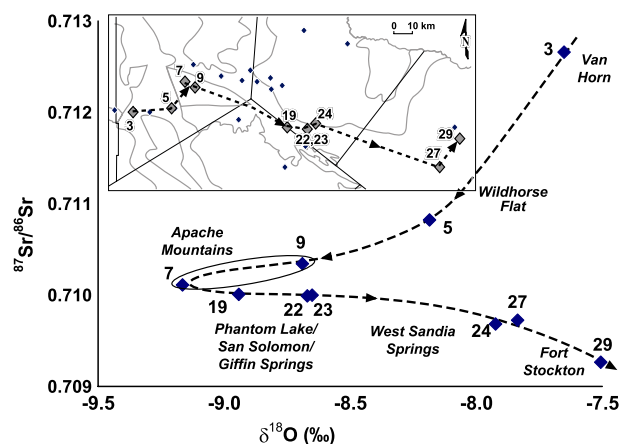 0.713
0.712
0.711
0.710
0.709
87Sr/86Sr
0 10 km
N
3
5
7
9
19
24
22,23
27
29
3
Van
Horn
Wildhorse
Flat
5
Apache
Mountains
9
7
19
22 23
Phantom Lake/
San Solomon/
Giffin Springs
West Sandia
Springs
24
27
Fort
Stockton
29
-9.5 -9.0 -8.5 -8.0 -7.5
δ18O (‰)